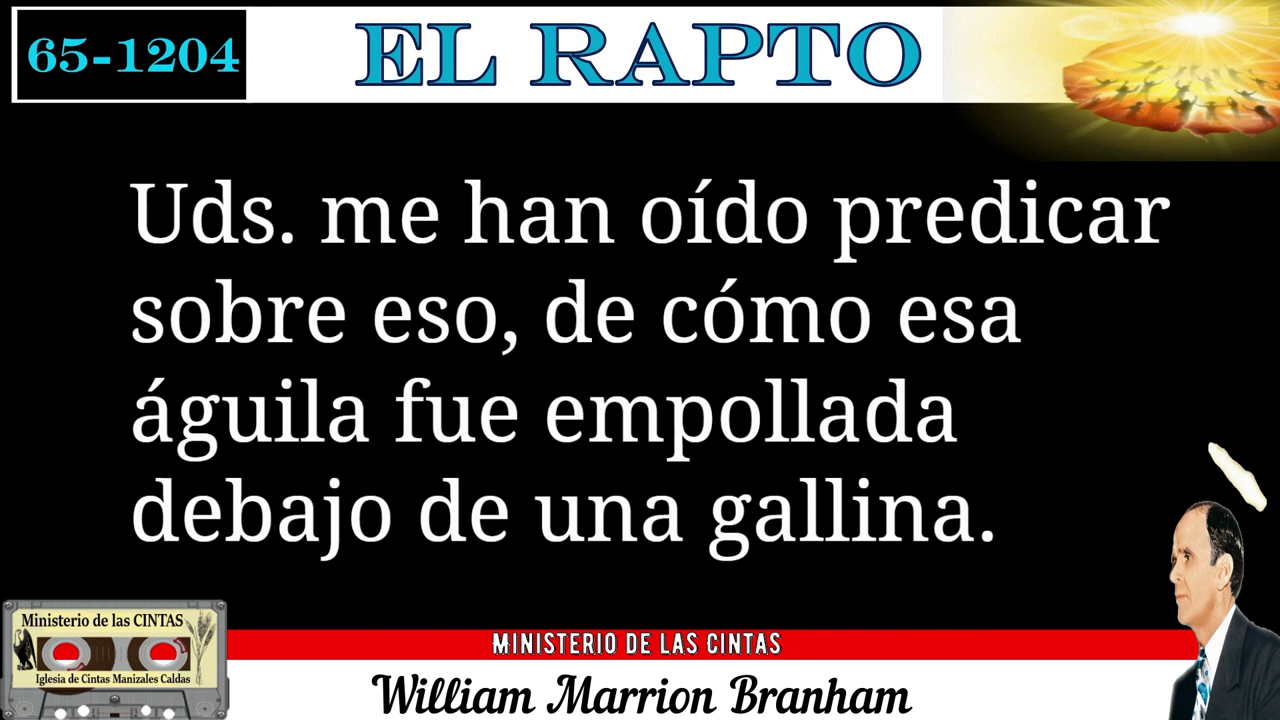 65-1204
EL RAPTO
Uds. me han oído predicar
sobre eso, de cómo esa
águila fue empollada
debajo de una gallina.
Ministerio de las CINTAS
Iglesia de Cintas Manizales Caldas
MINISTERIO DE LAS CINTAS
William Marrion Branham